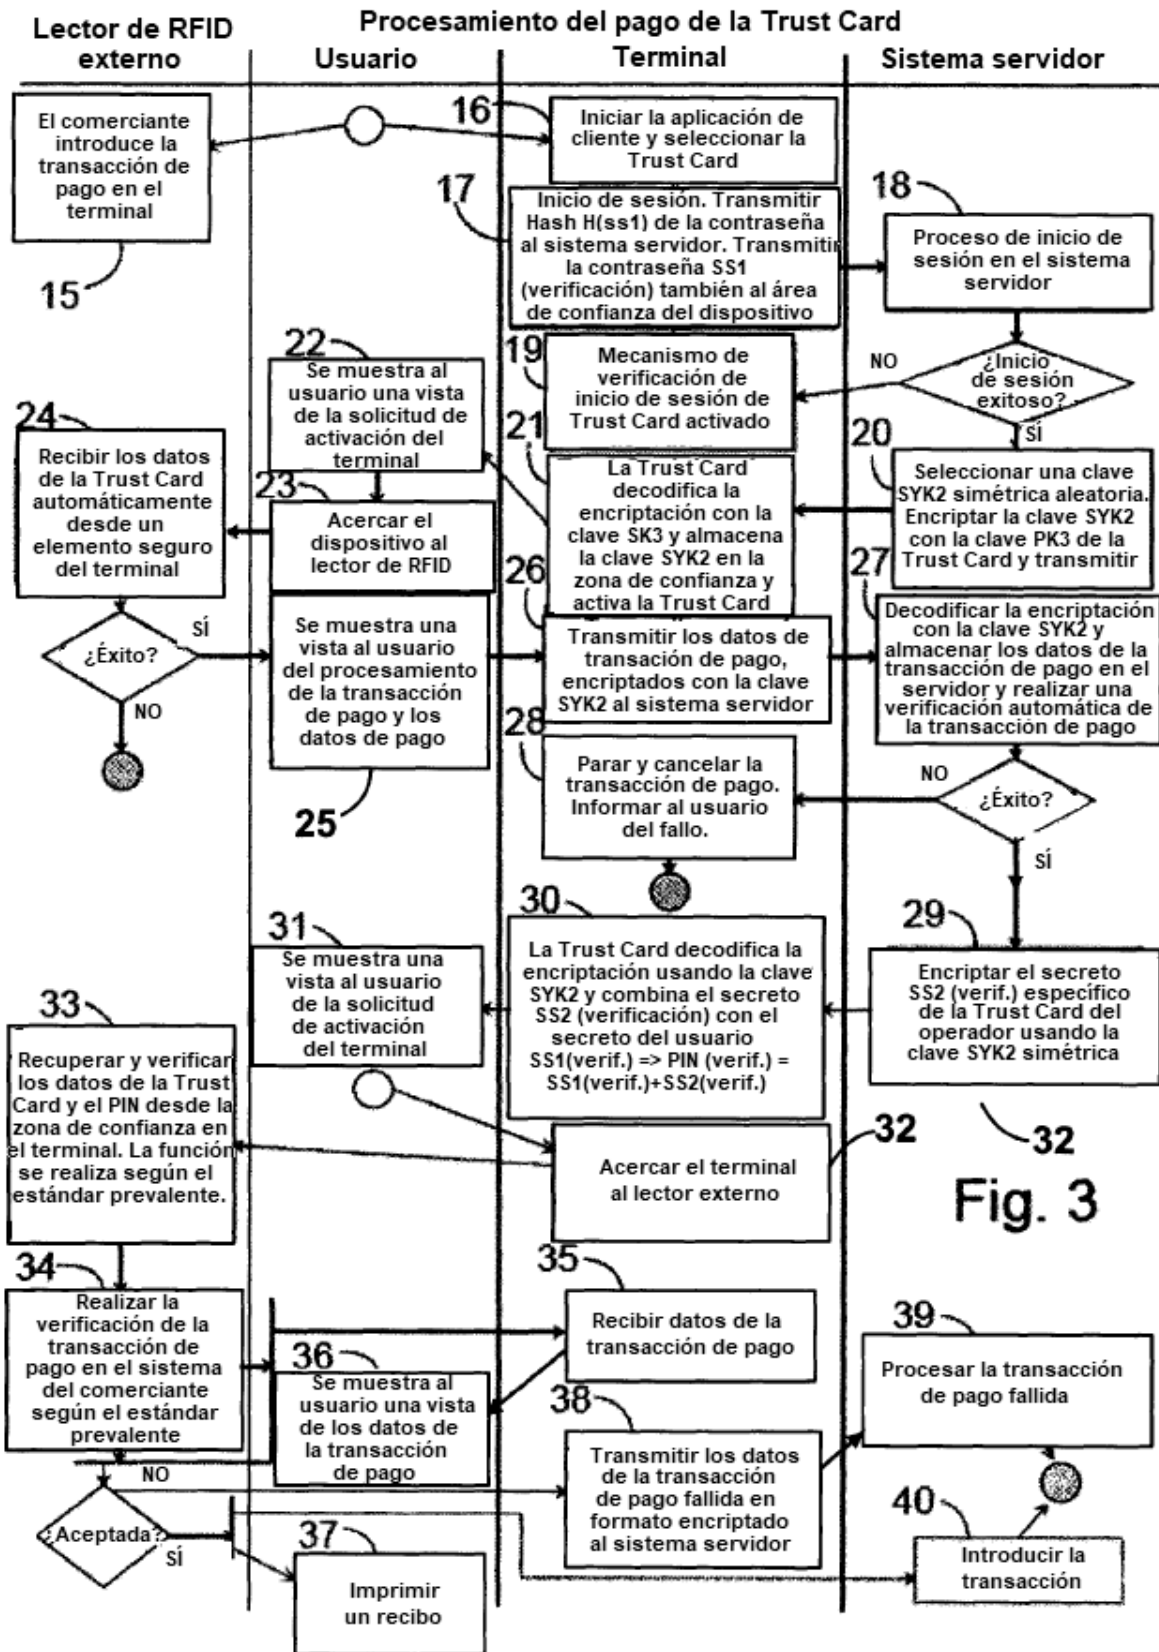 Procesamiento del pago de la Trust Card
Lector de RFID
externo
Usuario
Terminal
Sistema servidor
El comerciante
introduce la
transacción de
pago en el
terminal
15
16
Iniciar la aplicación de
cliente y seleccionar la
Trust Card
17
Inicio de sesión. Transmitir
Hash H(ss1) de la contraseña
al sistema servidor. Transmitir
la contraseña SS1
(verificación) también al área
de confianza del dispositivo
18
Proceso de inicio de
sesión en el sistema
servidor
¿Inicio
de sesión
exitoso?
NO
SÍ
19
Mecanismo de
verificación de
inicio de sesión de
Trust Card activado
20
Seleccionar una clave
SYK2 simétrica aleatoria.
Encriptar la clave SYK2
con la clave PK3 de la
Trust Card y transmitir
21
La Trust Card
decodifica la
encriptación con la
clave SK3 y almacena
la clave SYK2 en la
zona de confianza y
activa la Trust Card
22
Se muestra al
usuario una vista
de la solicitud de
activación del
terminal
23
Acercar el
dispositivo al
lector de RFID
24
Recibir los datos
de la Trust Card
automáticamente
desde un
elemento seguro
del terminal
¿Éxito?
SÍ
NO
Se muestra una
vista al usuario
del procesamiento
de la transacción
de pago y los
datos de pago
25
26
Transmitir los datos de
transación de pago,
encriptados con la clave
SYK2 al sistema servidor
27
Decodificar la encriptación
con la clave SYK2 y
almacenar los datos de la
transacción de pago en el
servidor y realizar una
verificación automática de
la transacción de pago
28
Parar y cancelar la
transacción de pago.
Informar al usuario
del fallo.
NO
¿Éxito?
SÍ
29
Encriptar el secreto
SS2 (verif.) específico
de la Trust Card del
operador usando la
clave SYK2 simétrica
30
La Trust Card decodifica la
encriptación usando la clave
SYK2 y combina el secreto
SS2 (verificación) con el
secreto del usuario
SS1(verif.) => PIN (verif.) =
SS1(verif.)+SS2(verif.)
31
Se muestra una
vista al usuario
de la solicitud
de activación
del terminal
32
Acercar el terminal
al lector externo
32
Fig. 3
33
Recuperar y verificar
los datos de la Trust
Card y el PIN desde la
zona de confianza en
el terminal. La función
se realiza según el
estándar prevalente.
34
Realizar la
verificación de la
transacción de
pago en el sistema
del comerciante
según el estándar
prevalente
35
Recibir datos de la
transacción de pago
36
Se muestra al
usuario una vista
de los datos de
la transacción
de pago
NO
¿Aceptada?
SÍ
37
Imprimir
un recibo
38
Transmitir los datos
de la transacción
de pago fallida en
formato encriptado
al sistema servidor
39
Procesar la transacción
de pago fallida
40
Introducir la
transacción